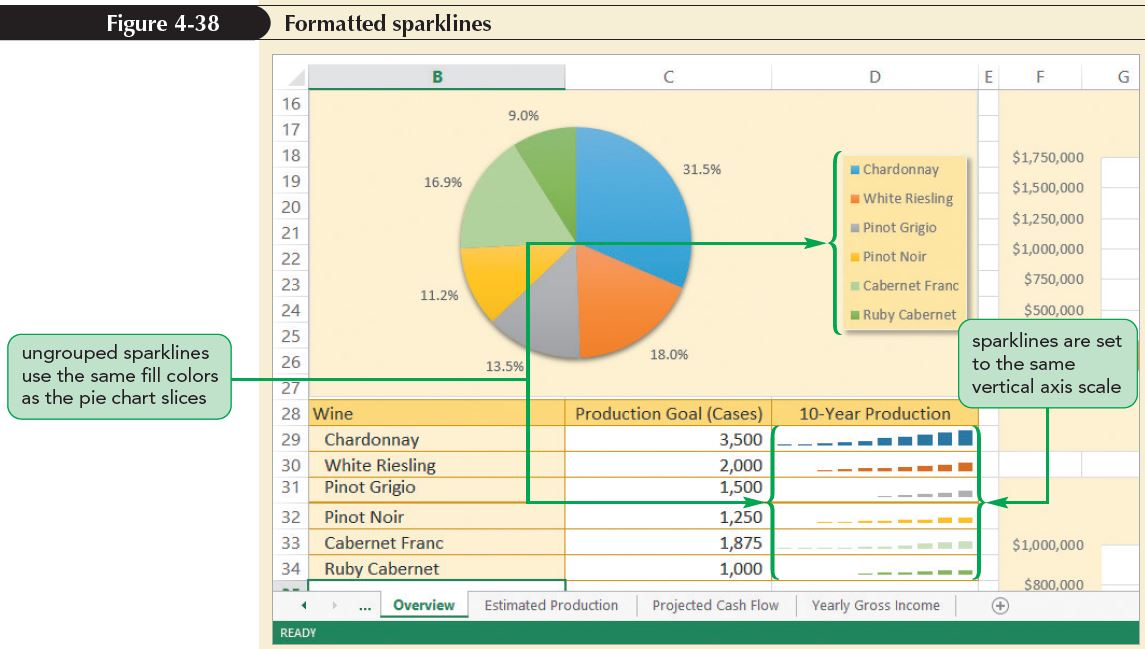 Figure 4-38 Formatted sparklines
B C D E F G
16
17
18
19
20
21
22
23
24
25
26
27
9.0%
31.5%
16.9%
11.2%
13.5%
18.0%
Chardonnay
White Riesling
Pinot Grigio
Pinot Noir
Cabernet Franc
Ruby Cabernet
$1,750,000
$1,500,000
$1,250,000
$1,000,000
$750,000
$500,000
ungrouped sparklines
use the same fill colors
as the pie chart slices
sparklines are set
to the same
vertical axis scale
28 Wine Production Goal (Cases) 10-Year Production
29 Chardonnay 3,500
30 White Riesling 2,000
31 Pinot Grigio 1,500
32 Pinot Noir 1,250
33 Cabernet Franc 1,875
34 Ruby Cabernet 1,000
$1,000,000
$800,000
... Overview Estimated Production Projected Cash Flow Yearly Gross Income
READY